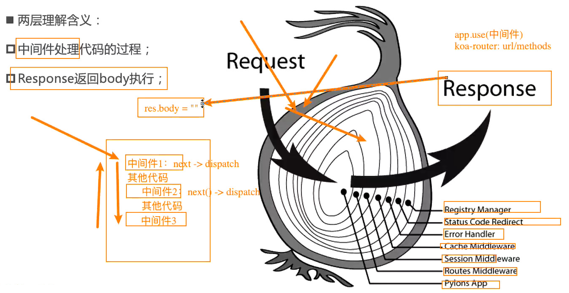 两层理解含义：
中间件处理代码的过程；
Response返回body执行；
app.use(中间件)
koa-router: url/methods
Request
Response
res.body = ""
中间件1：next -> dispatch
其他代码
中间件2：next() -> dispatch
其他代码
中间件3
Registry Manager
Status Code Redirect
Error Handler
Cache Middleware
Session Middleware
Routes Middleware
Pylons App